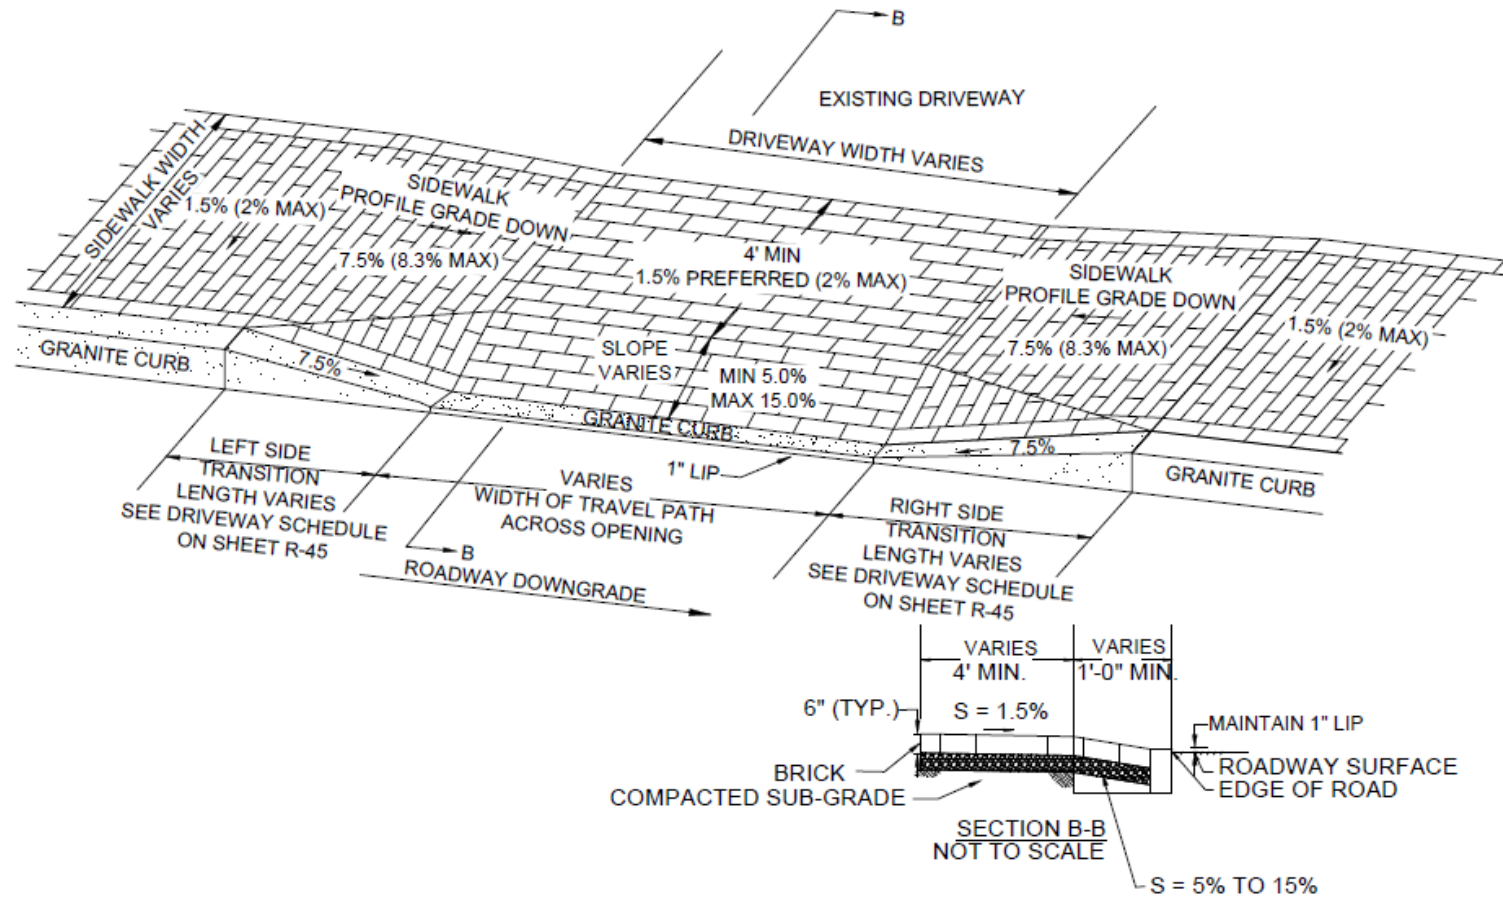 B
EXISTING DRIVEWAY
DRIVEWAY WIDTH VARIES
SIDEWALK WIDTH
VARIES
1.5% (2% MAX)
SIDEWALK
PROFILE GRADE DOWN
7.5% (8.3% MAX)
4' MIN
1.5% PREFERRED (2% MAX)
SIDEWALK
PROFILE GRADE DOWN
7.5% (8.3% MAX)
1.5% (2% MAX)
GRANITE CURB
7.5%
SLOPE
VARIES
MIN 5.0%
MAX 15.0%
GRANITE CURB
1" LIP
7.5%
GRANITE CURB
LEFT SIDE
TRANSITION
LENGTH VARIES
SEE DRIVEWAY SCHEDULE
ON SHEET R-45
VARIES
WIDTH OF TRAVEL PATH
ACROSS OPENING
RIGHT SIDE
TRANSITION
LENGTH VARIES
SEE DRIVEWAY SCHEDULE
ON SHEET R-45
B
ROADWAY DOWNGRADE
VARIES
4' MIN.
VARIES
1'-0" MIN.
6" (TYP.)
S = 1.5%
MAINTAIN 1" LIP
BRICK
ROADWAY SURFACE
COMPACTED SUB-GRADE
EDGE OF ROAD
SECTION B-B
NOT TO SCALE
S = 5% TO 15%